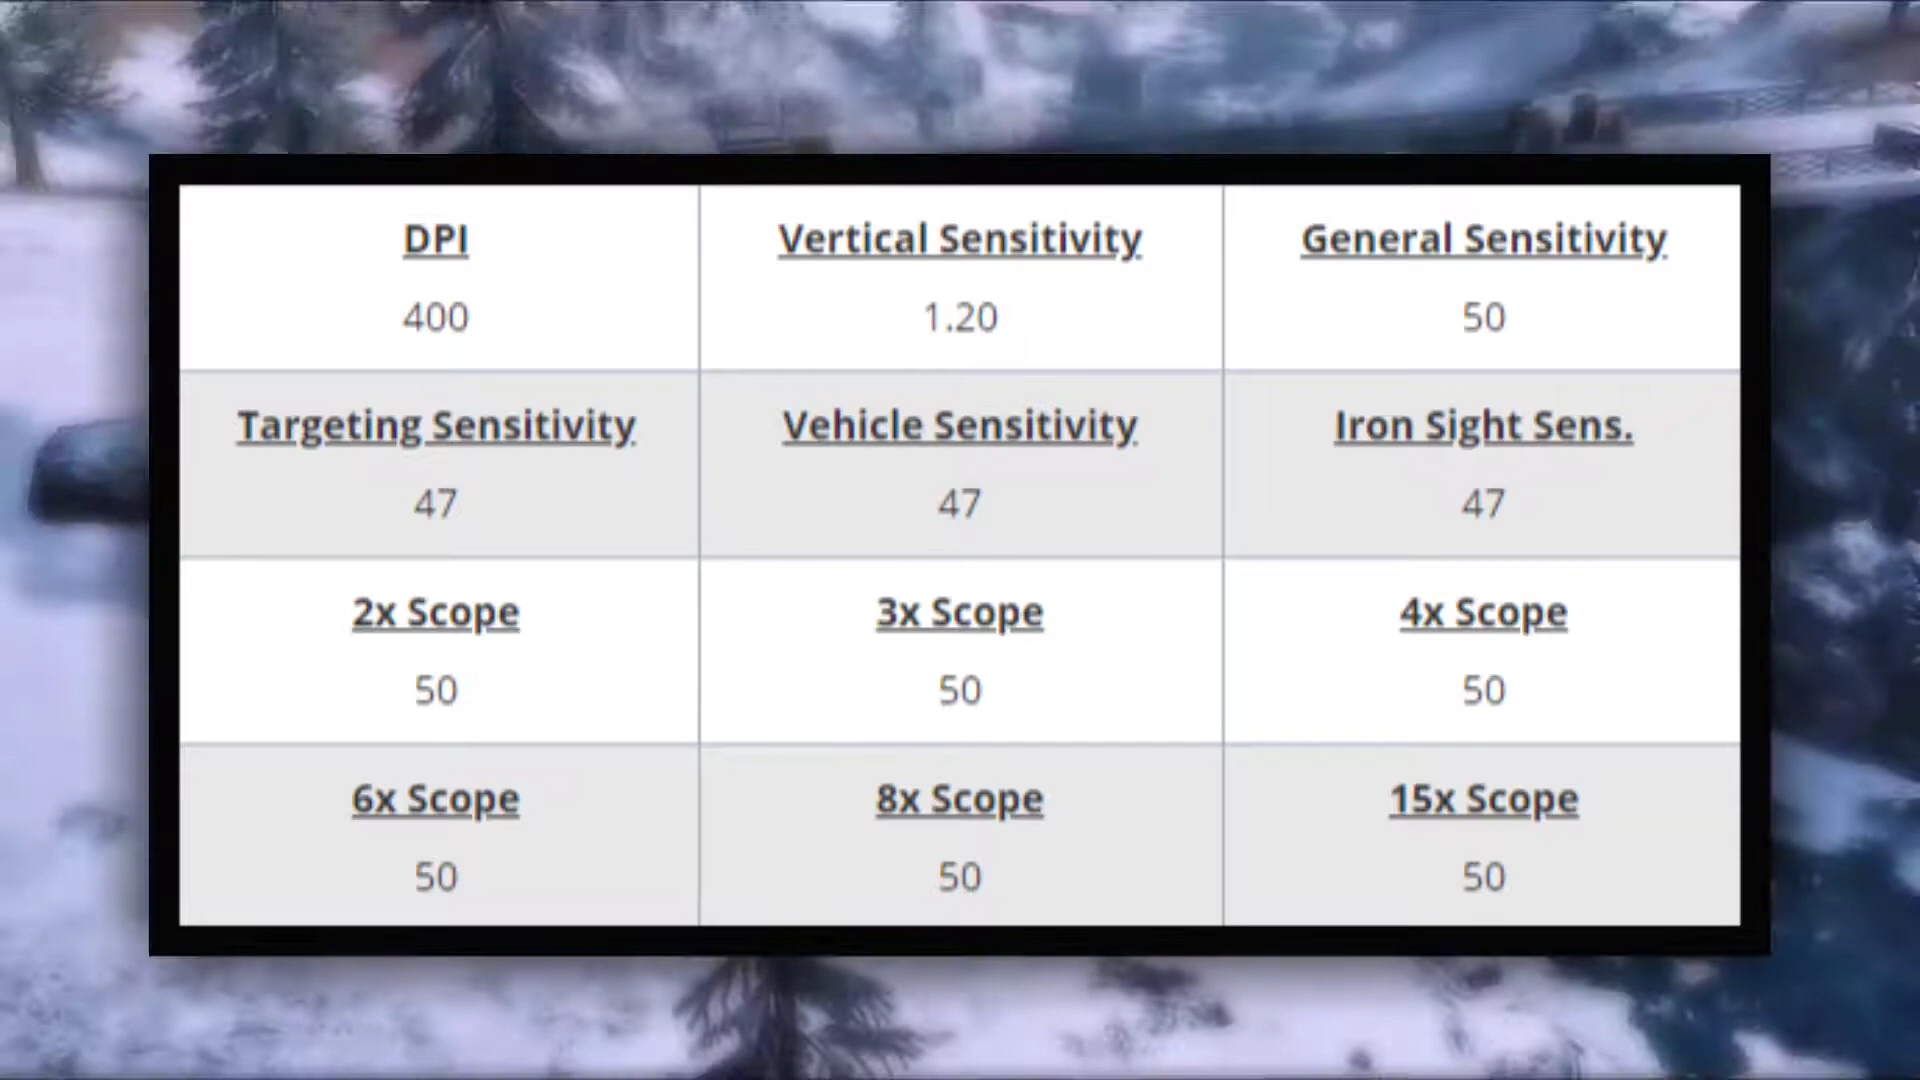 DPI
Vertical Sensitivity
General Sensitivity
400
1.20
50
Targeting Sensitivity
Vehicle Sensitivity
Iron Sight Sens.
47
47
47
2x Scope
3x Scope
4x Scope
50
50
50
6x Scope
8x Scope
15x Scope
50
50
50